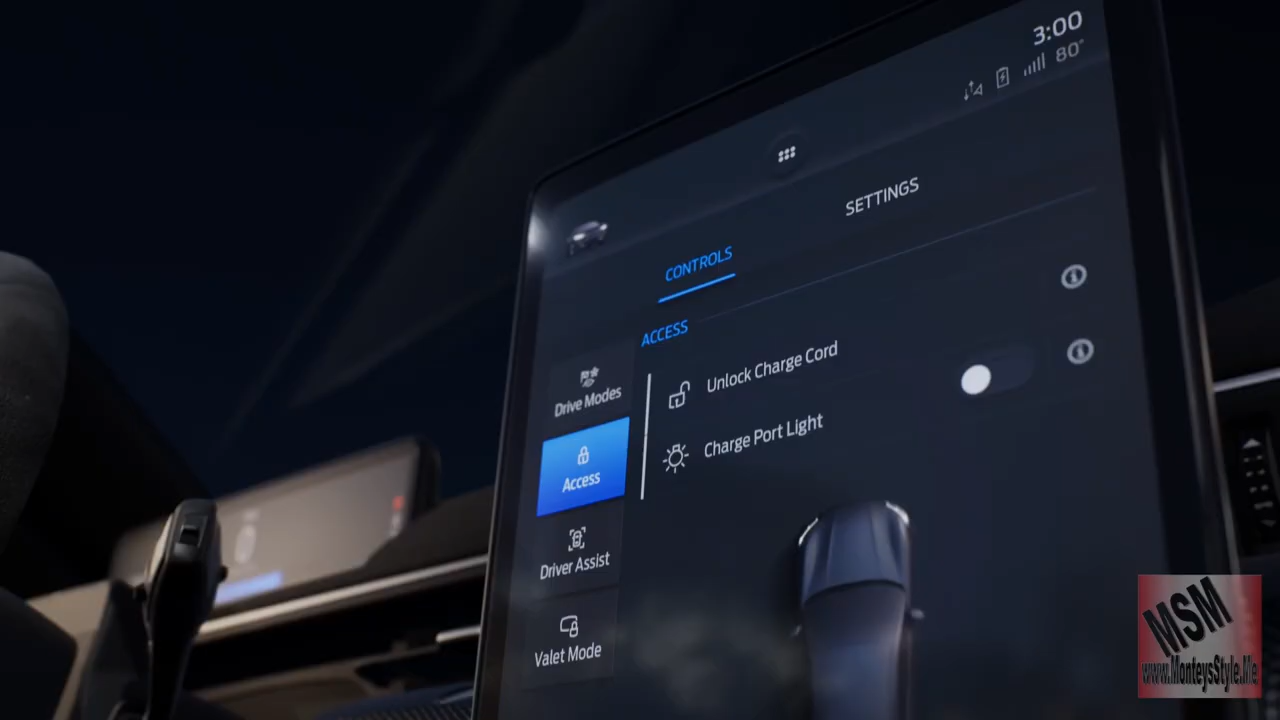 3:00
80°
SETTINGS
CONTROLS
ACCESS
Unlock Charge Cord
Charge Port Light
Drive Modes
Access
Driver Assist
Valet Mode
MSM
www.MonteysStyle.Me